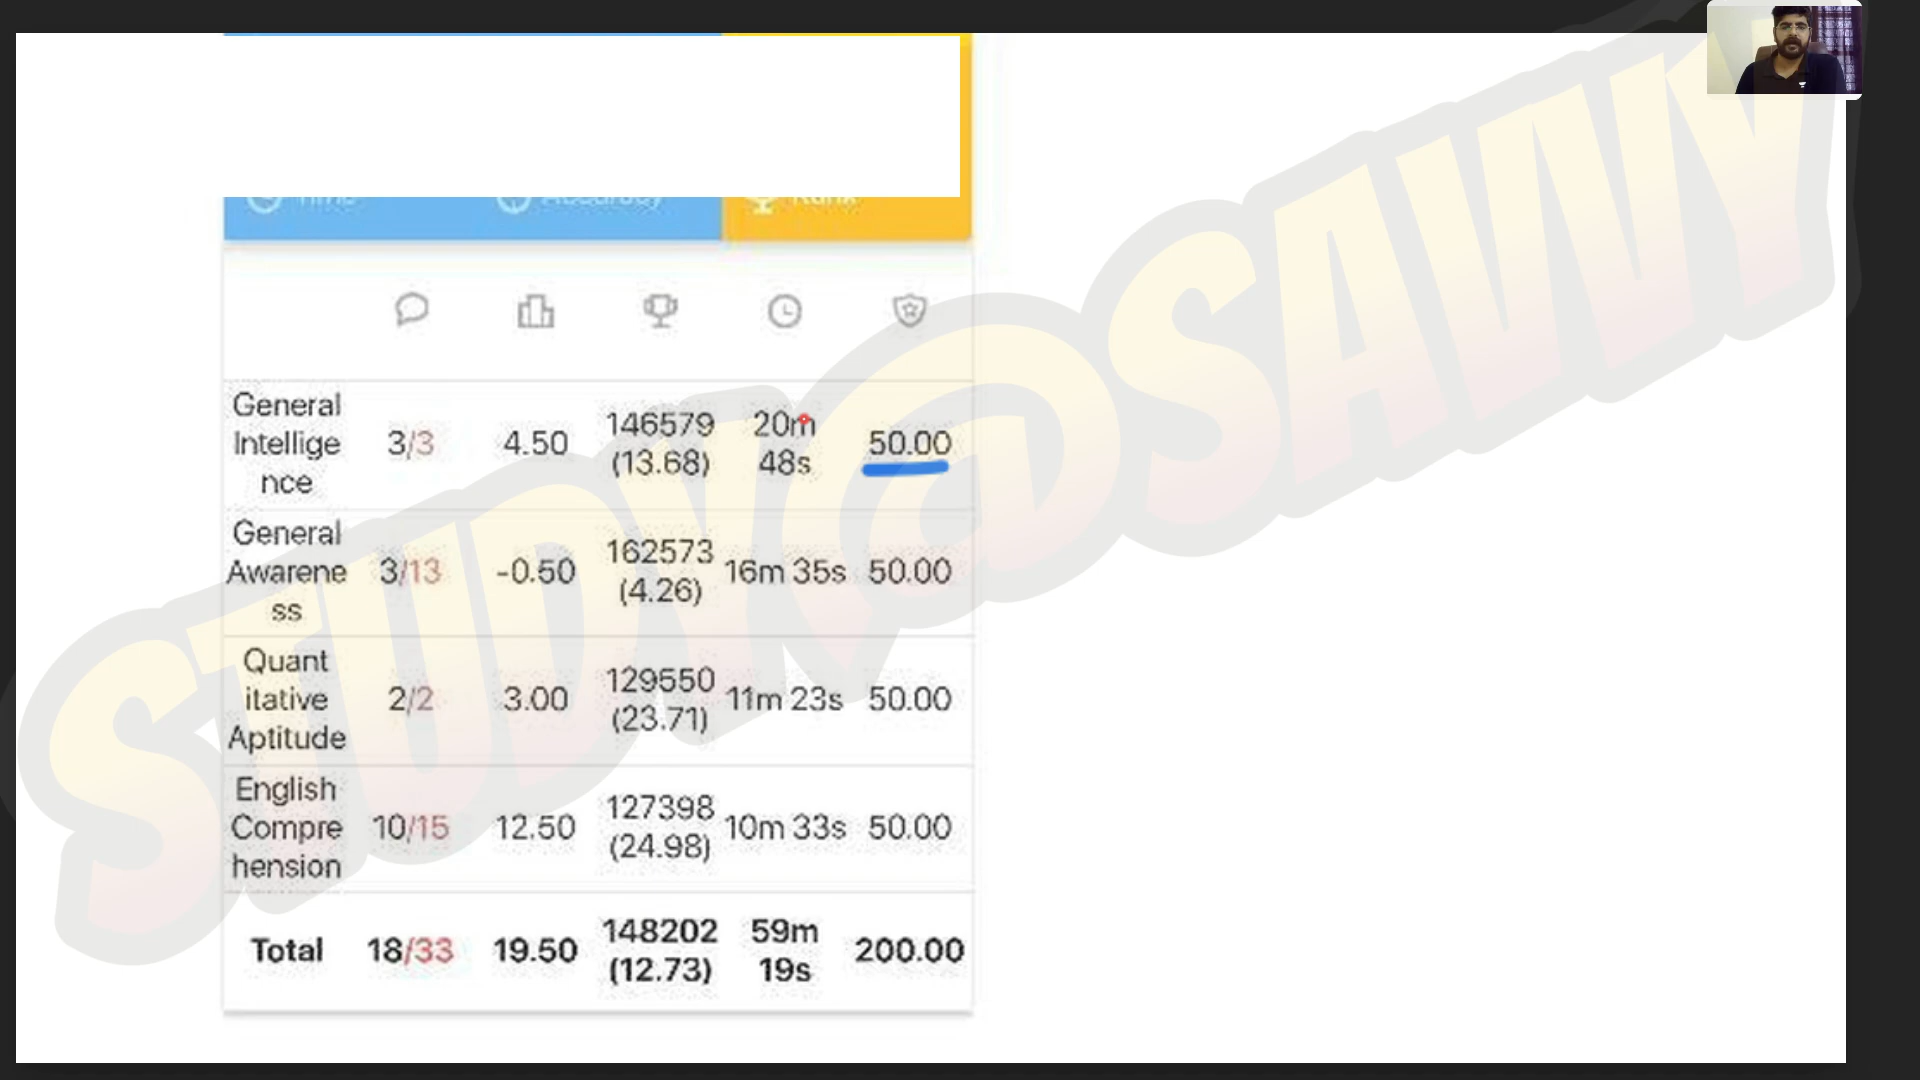 Time Accuracy Rank
General Intellige nce 3/3 4.50 146579 (13.68) 20m 48s 50.00
General Awarene ss 3/13 -0.50 162573 (4.26) 16m 35s 50.00
Quant itative Aptitude 2/2 3.00 129550 (23.71) 11m 23s 50.00
English Compre hension 10/15 12.50 127398 (24.98) 10m 33s 50.00
Total 18/33 19.50 148202 (12.73) 59m 19s 200.00
STUDY@SAVVY